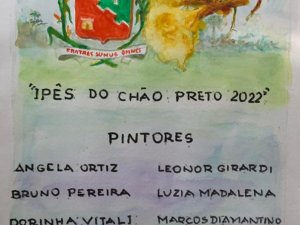 FRATRES SUMUS OMNES
"IPÊS DO CHÃO PRETO 2022"
PINTORES
ANGELA ORTIZ LEONOR GIRARDI
BRUNO PEREIRA LUZIA MADALENA
DORINHA VITALI MARCOS DIAMANTINO